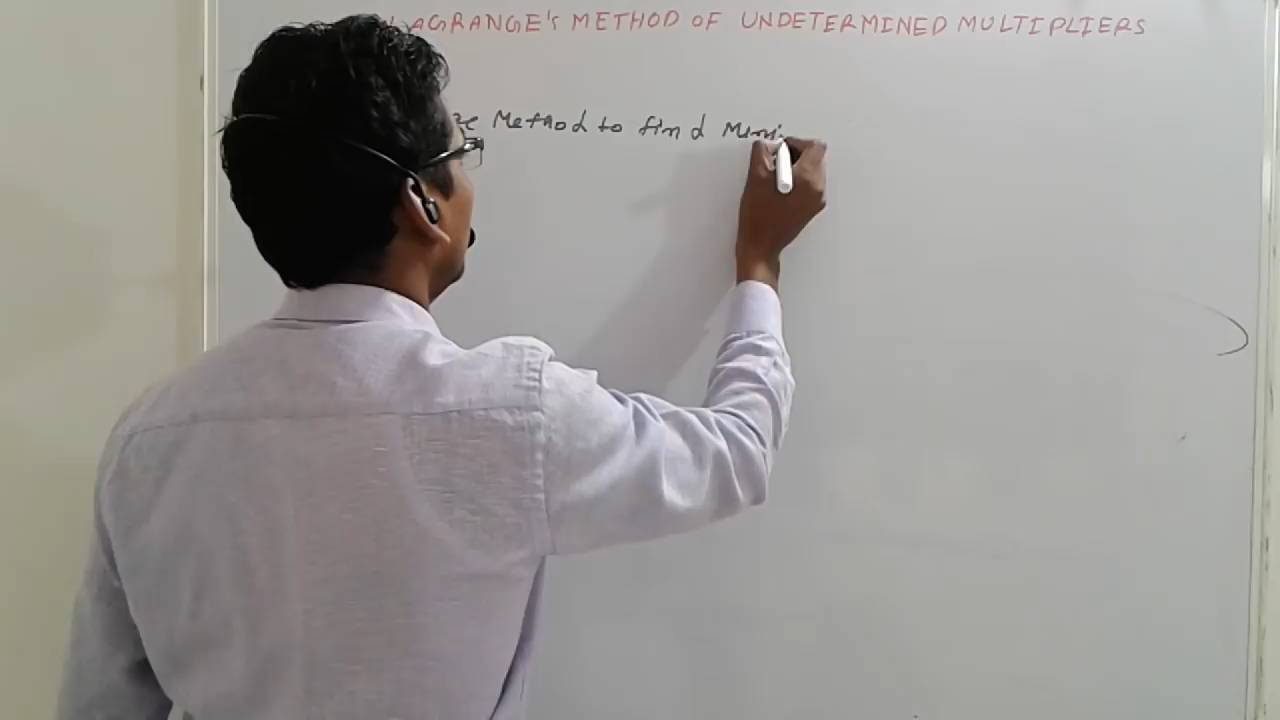 LAGRANGE'S METHOD OF UNDETERMINED MULTIPLIERS
Method to find